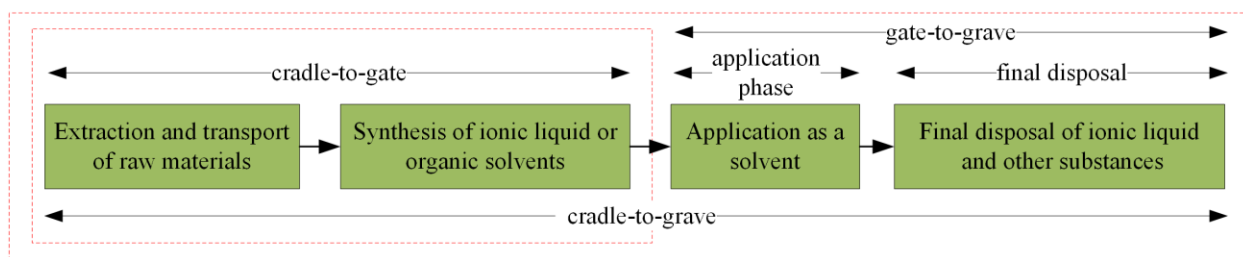 gate-to-grave
cradle-to-gate
application
phase
final disposal
Extraction and transport
of raw materials
Synthesis of ionic liquid or
organic solvents
Application as a
solvent
Final disposal of ionic liquid
and other substances
cradle-to-grave